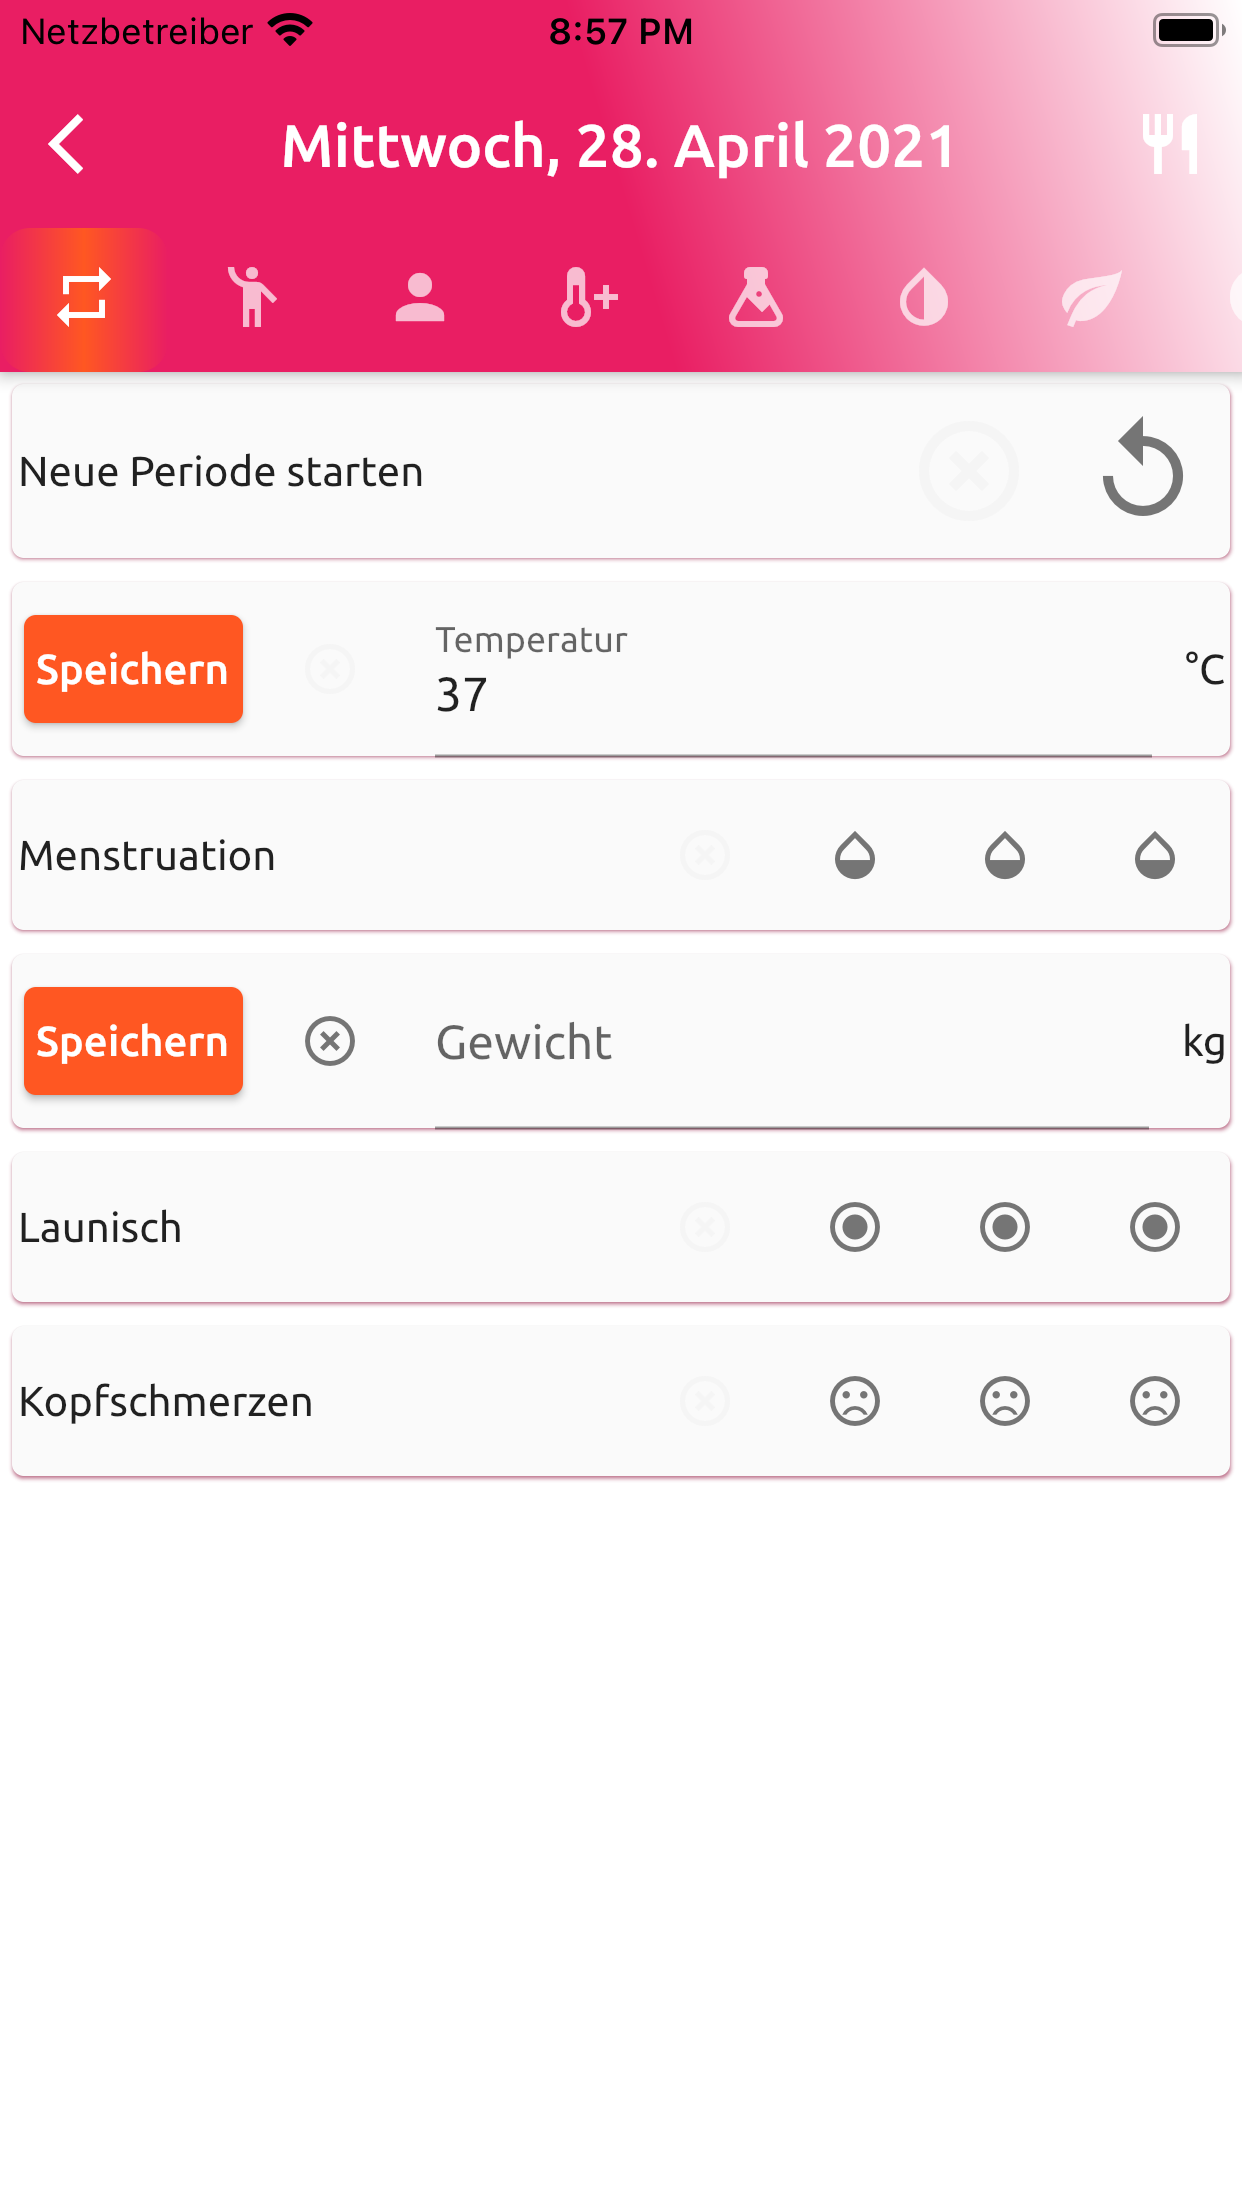 Netzbetreiber 8:57 PM
Mittwoch, 28. April 2021
Neue Periode starten
Speichern Temperatur 37 °C
Menstruation
Speichern Gewicht kg
Launisch
Kopfschmerzen